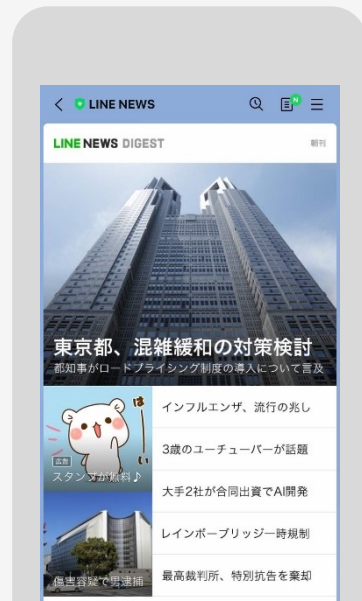 LINE NEWS
N
LINE NEWS DIGEST
朝刊
東京都、混雑緩和の対策検討
都知事がロードプライシング制度の導入について言及
はーい
広告
スタンプが無料♪
インフルエンザ、流行の兆し
3歳のユーチューバーが話題
大手2社が合同出資でAI開発
レインボーブリッジ一時規制
傷害容疑で男逮捕
最高裁判所、特別抗告を棄却